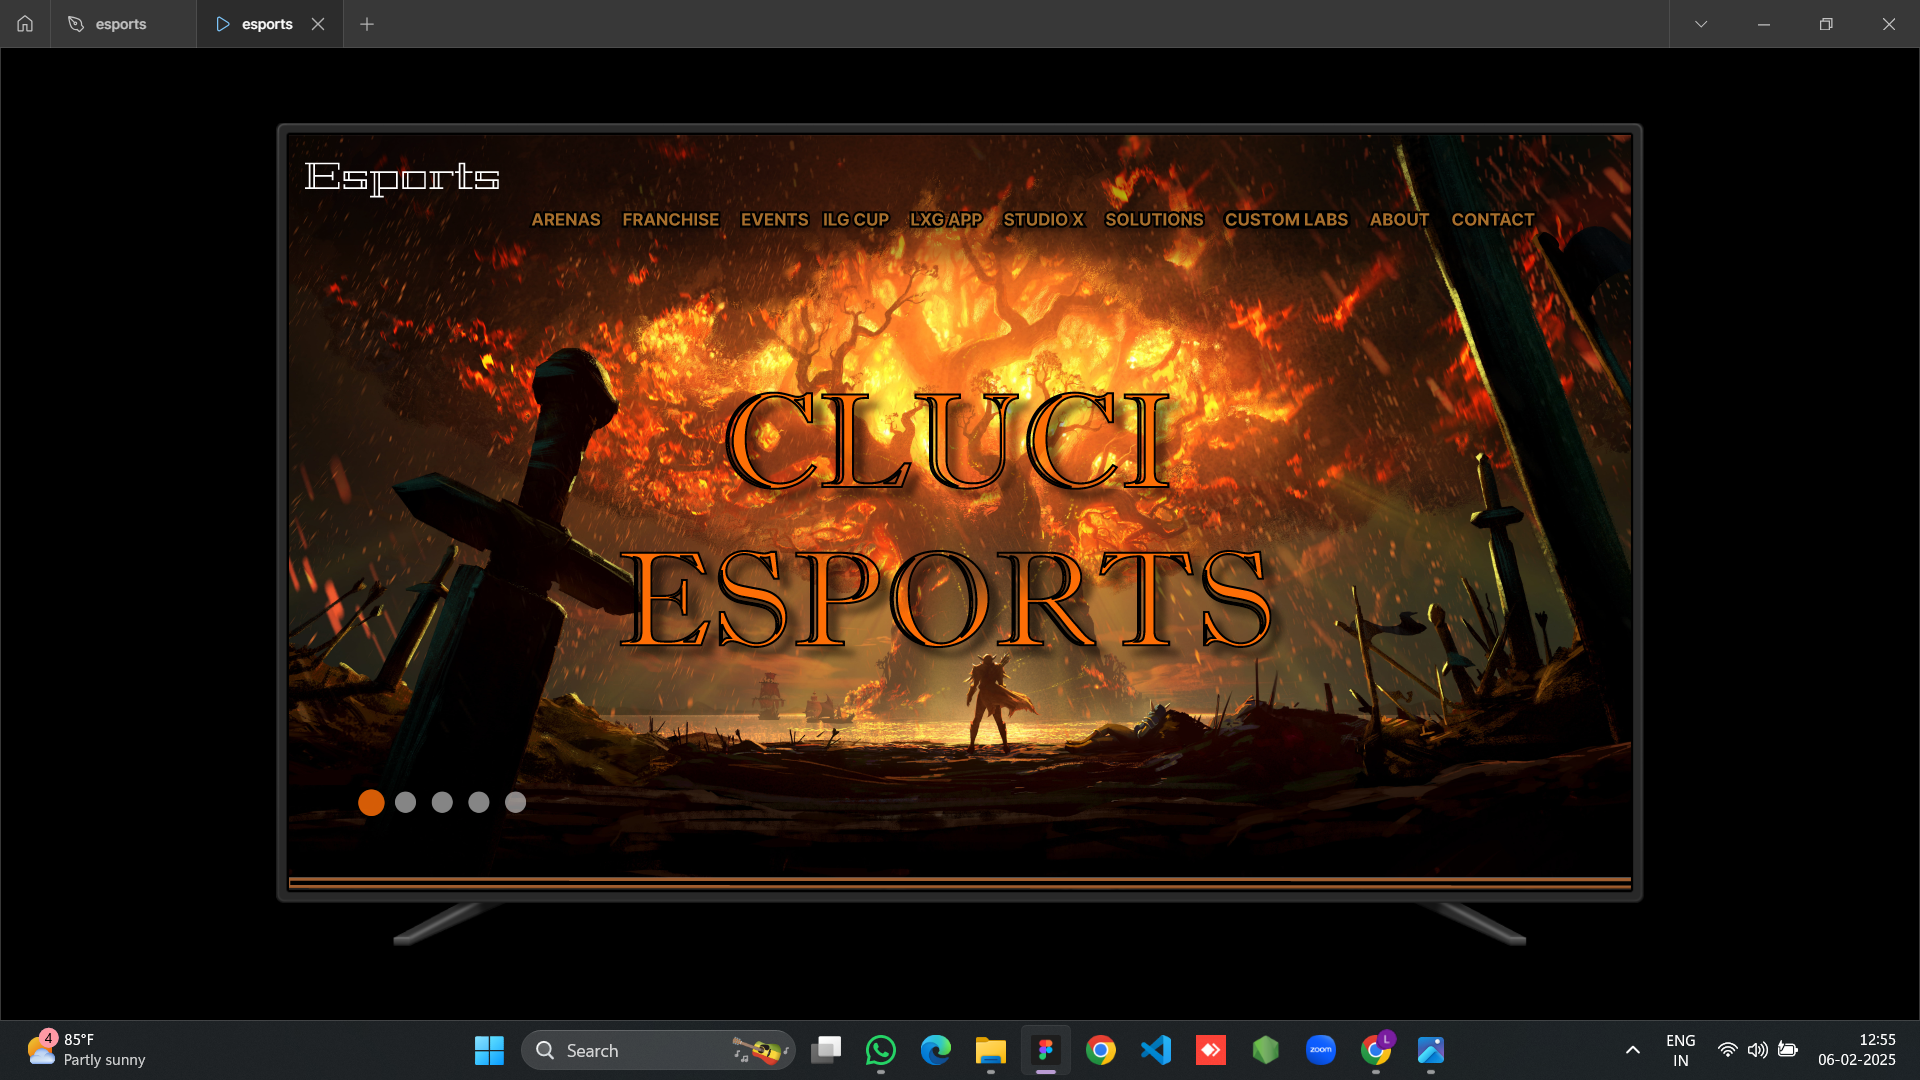 esports
esports
Esports
ARENAS FRANCHISE EVENTS ILG CUP LXG APP STUDIO X SOLUTIONS CUSTOM LABS ABOUT CONTACT
CLUCI
ESPORTS
4
85°F
Partly sunny
Search
zoom
L
ENG
IN
12:55
06-02-2025